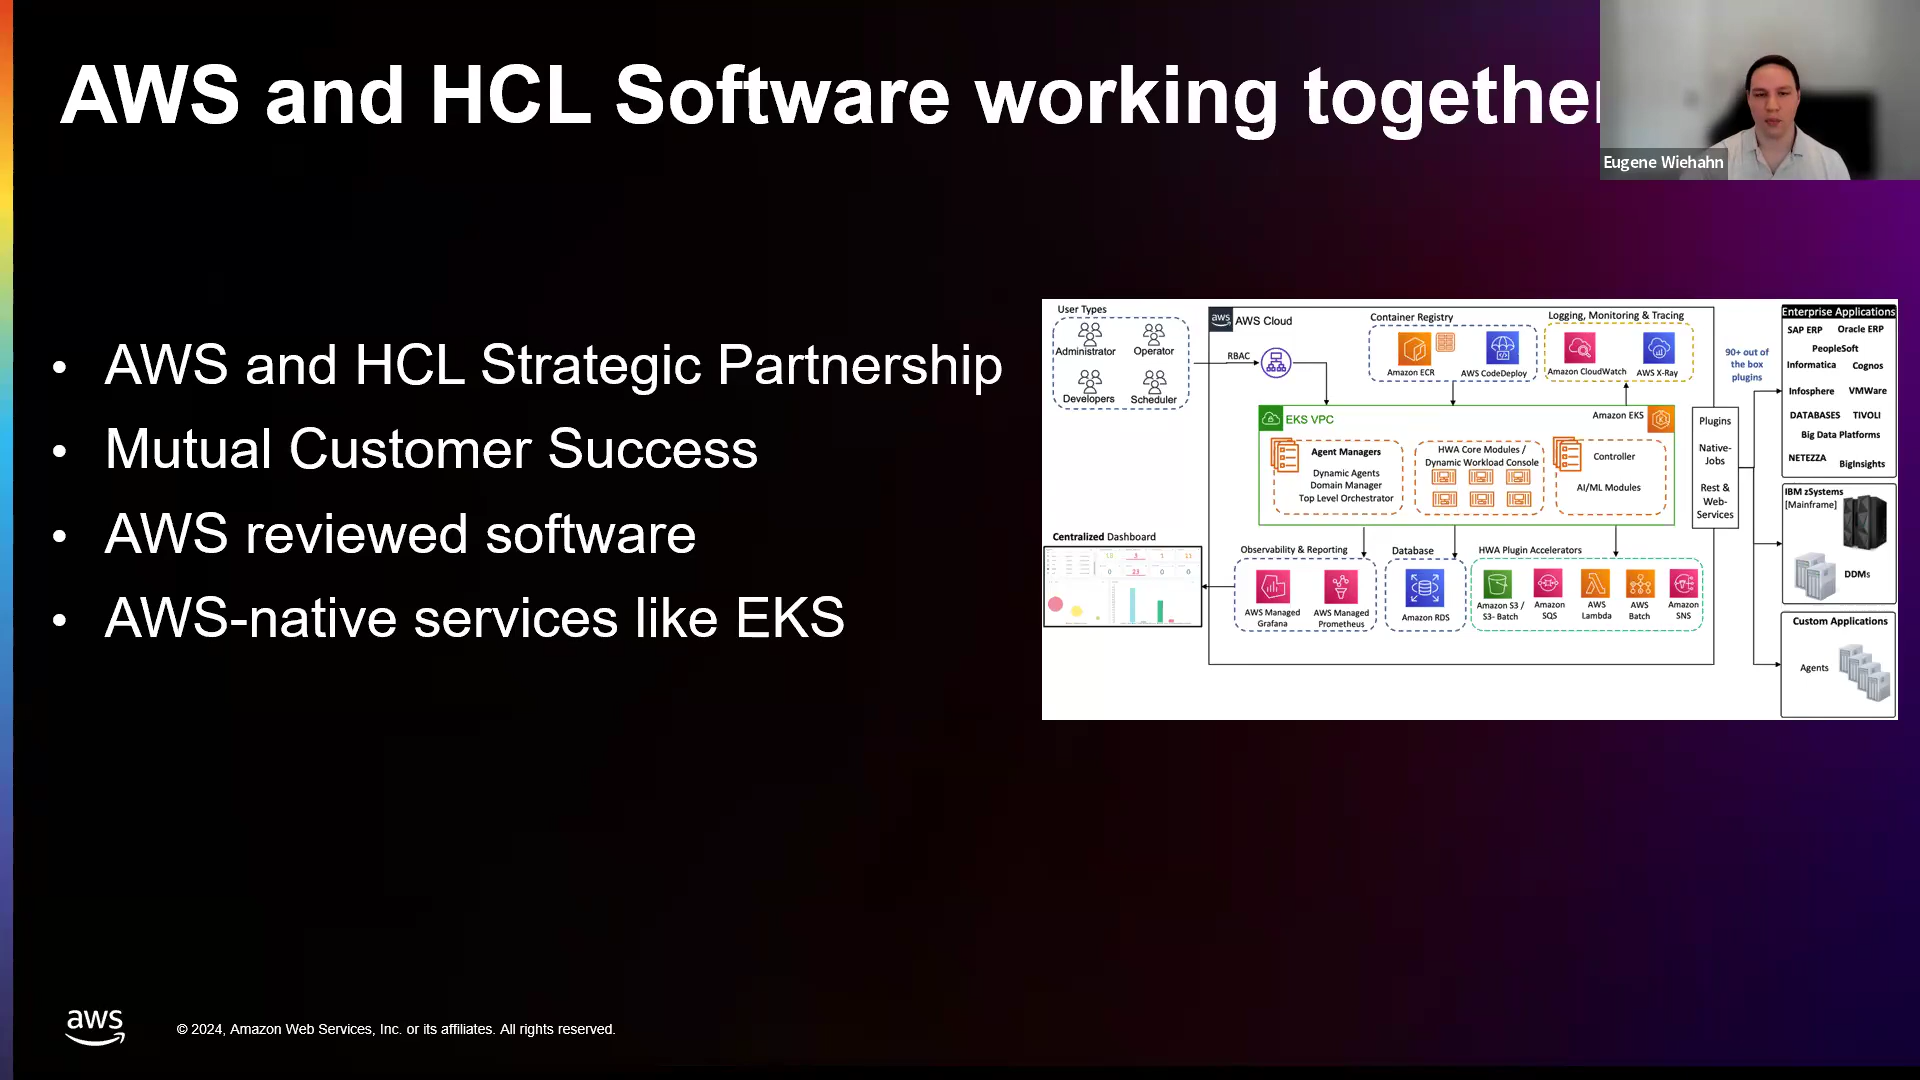 AWS and HCL Software working together
Eugene Wiehahn
• AWS and HCL Strategic Partnership
• Mutual Customer Success
• AWS reviewed software
• AWS-native services like EKS
User Types
Administrator
Operator
Developers
Scheduler
RBAC
aws
AWS Cloud
Container Registry
Amazon ECR
AWS CodeDeploy
Logging, Monitoring & Tracing
Amazon CloudWatch
AWS X-Ray
EKS VPC
Amazon EKS
Agent Managers
Dynamic Agents
Domain Manager
Top Level Orchestrator
HWA Core Modules /
Dynamic Workload Console
Controller
AI/ML Modules
Plugins
Native-
Jobs
Rest &
Web-
Services
90+ out of
the box
plugins
Enterprise Applications
SAP ERP
Oracle ERP
PeopleSoft
Informatica
Cognos
Infosphere
VMWare
DATABASES
TIVOLI
Big Data Platforms
NETEZZA
BigInsights
IBM zSystems
[Mainframe]
DDMs
Custom Applications
Agents
Centralized Dashboard
Observability & Reporting
AWS Managed
Grafana
AWS Managed
Prometheus
Database
Amazon RDS
HWA Plugin Accelerators
Amazon S3 /
S3- Batch
Amazon
SQS
AWS
Lambda
AWS
Batch
Amazon
SNS
aws
© 2024, Amazon Web Services, Inc. or its affiliates. All rights reserved.